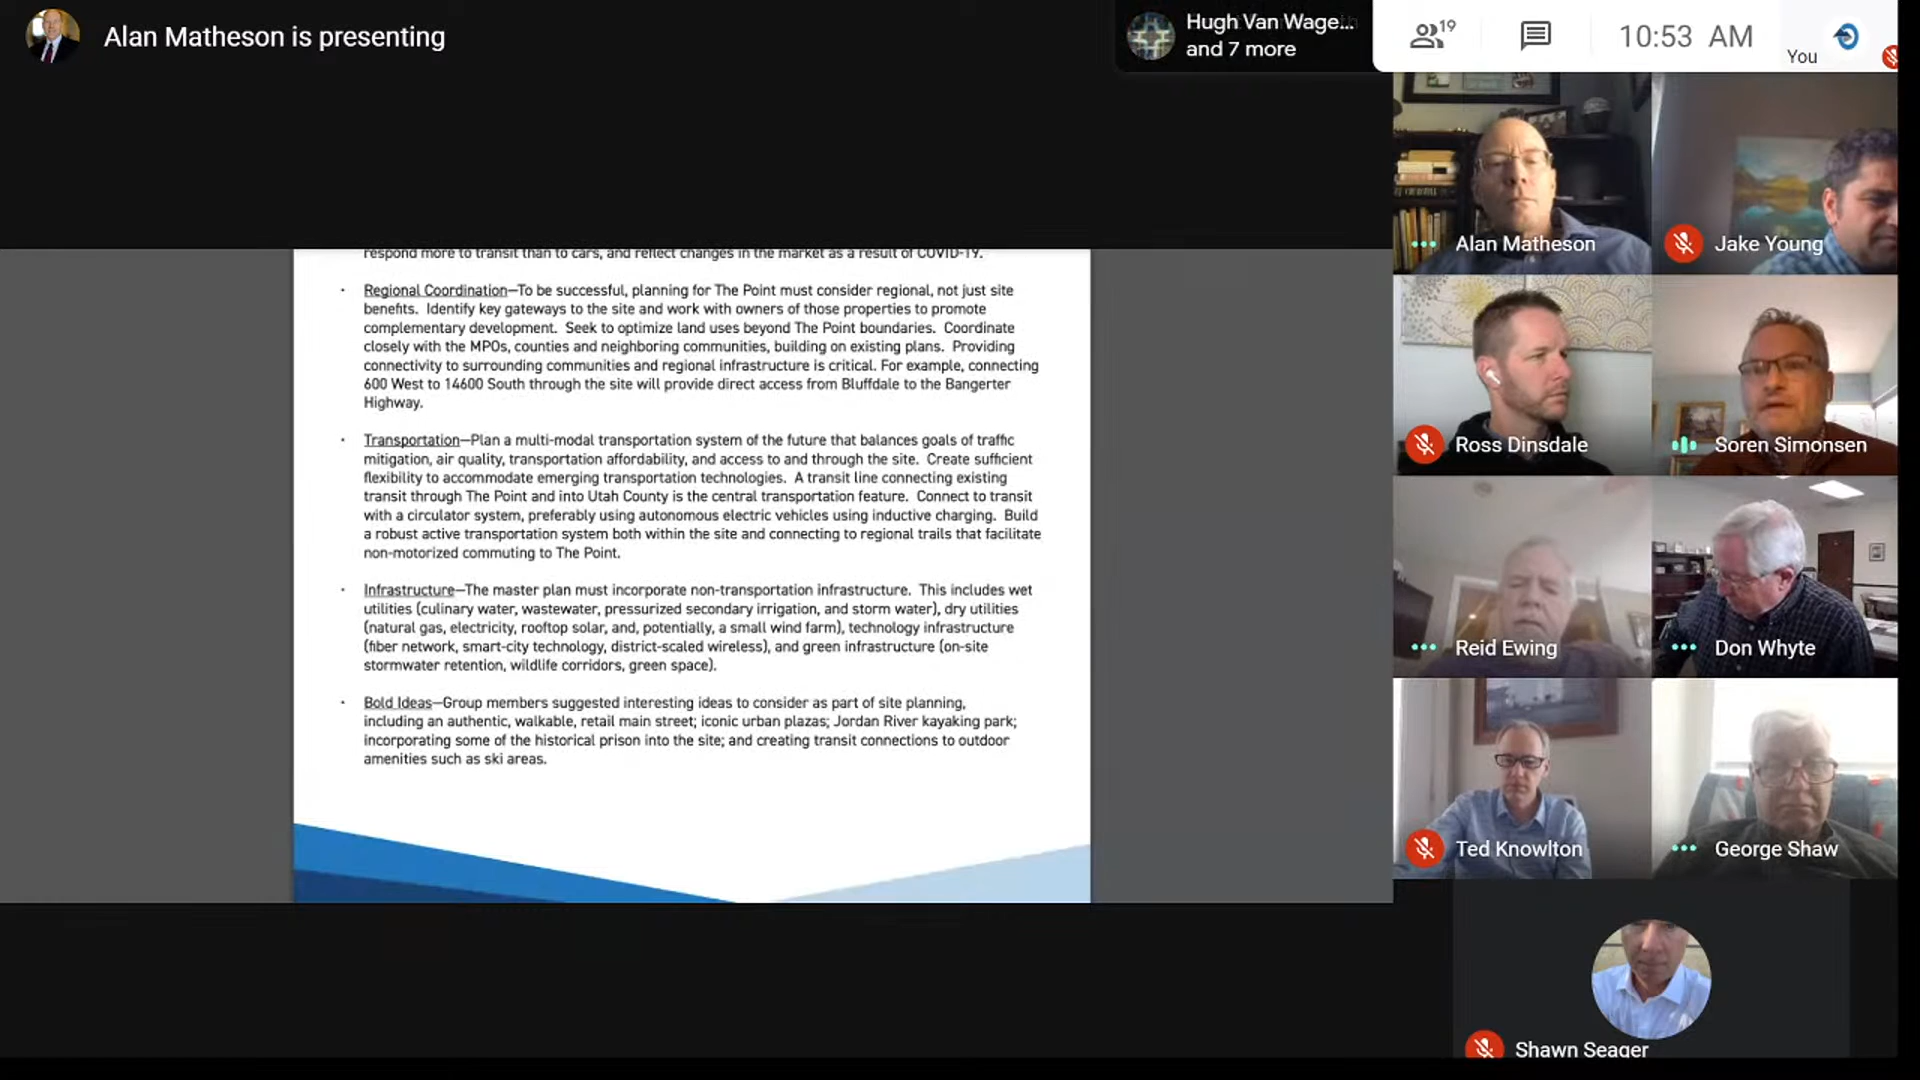 Alan Matheson is presenting
Hugh Van Wage...
and 7 more
19
10:53 AM
You
respond more to transit than to cars, and reflect changes in the market as a result of COVID-19.
· Regional Coordination—To be successful, planning for The Point must consider regional, not just site
benefits. Identify key gateways to the site and work with owners of those properties to promote
complementary development. Seek to optimize land uses beyond The Point boundaries. Coordinate
closely with the MPOs, counties and neighboring communities, building on existing plans. Providing
connectivity to surrounding communities and regional infrastructure is critical. For example, connecting
600 West to 14600 South through the site will provide direct access from Bluffdale to the Bangerter
Highway.
· Transportation—Plan a multi-modal transportation system of the future that balances goals of traffic
mitigation, air quality, transportation affordability, and access to and through the site. Create sufficient
flexibility to accommodate emerging transportation technologies. A transit line connecting existing
transit through The Point and into Utah County is the central transportation feature. Connect to transit
with a circulator system, preferably using autonomous electric vehicles using inductive charging. Build
a robust active transportation system both within the site and connecting to regional trails that facilitate
non-motorized commuting to The Point.
· Infrastructure—The master plan must incorporate non-transportation infrastructure. This includes wet
utilities (culinary water, wastewater, pressurized secondary irrigation, and storm water), dry utilities
(natural gas, electricity, rooftop solar, and, potentially, a small wind farm), technology infrastructure
(fiber network, smart-city technology, district-scaled wireless), and green infrastructure (on-site
stormwater retention, wildlife corridors, green space).
· Bold Ideas—Group members suggested interesting ideas to consider as part of site planning,
including an authentic, walkable, retail main street; iconic urban plazas; Jordan River kayaking park;
incorporating some of the historical prison into the site; and creating transit connections to outdoor
amenities such as ski areas.
Alan Matheson
Jake Young
Ross Dinsdale
Soren Simonsen
Reid Ewing
Don Whyte
Ted Knowlton
George Shaw
Shawn Seager